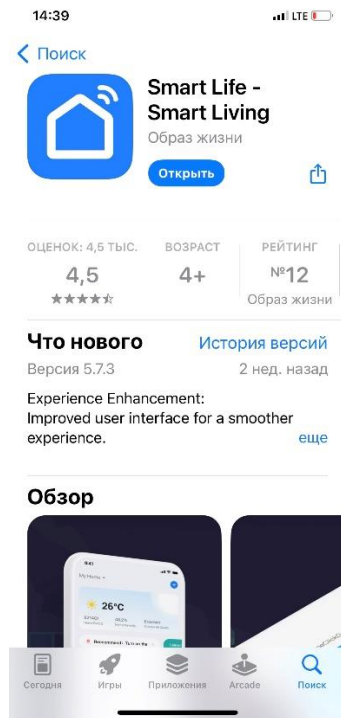 14:39
LTE
Поиск
Smart Life -
Smart Living
Образ жизни
Открыть
ОЦЕНОК: 4,5 ТЫС.
ВОЗРАСТ
РЕЙТИНГ
4,5
4+
№12
Образ жизни
Что нового
История версий
Версия 5.7.3
2 нед. назад
Experience Enhancement:
Improved user interface for a smoother
experience.
еще
Обзор
My Home
26°C
Сегодня
Игры
Приложения
Arcade
Поиск